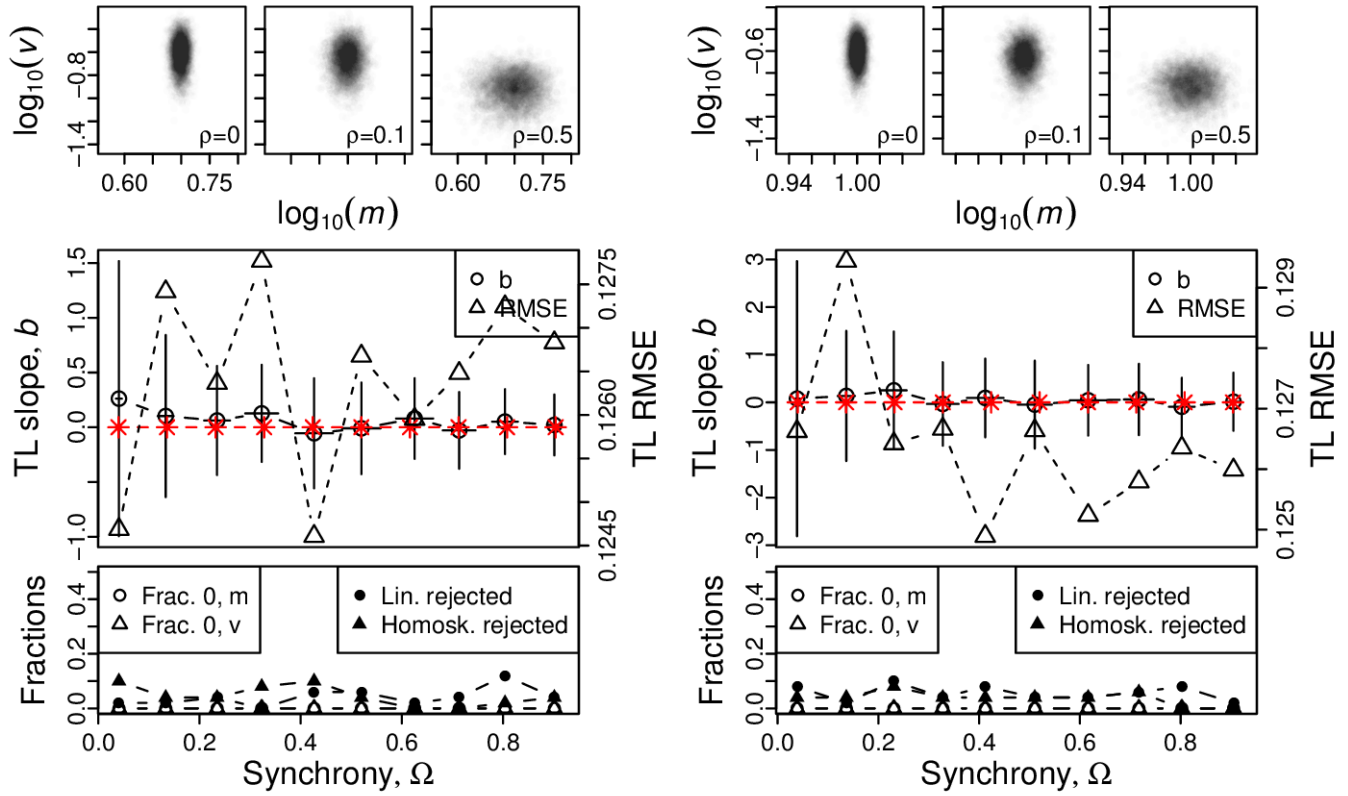 log10(v)
−0.8
−1.4
ρ=0
ρ=0.1
ρ=0.5
0.60 0.75 0.60 0.75
log10(m)
log10(v)
−0.6
−1.4
ρ=0
ρ=0.1
ρ=0.5
0.94 1.00 0.94 1.00
log10(m)
TL slope, b
1.5
1.0
0.5
0.0
−1.0
b
RMSE
0.1275
0.1260
0.1245
TL RMSE
TL slope, b
3
2
1
0
−1
−2
−3
b
RMSE
0.129
0.127
0.125
TL RMSE
Fractions
0.4
0.2
0.0
Frac. 0, m
Frac. 0, v
Lin. rejected
Homosk. rejected
0.0 0.2 0.4 0.6 0.8
Synchrony, Ω
Fractions
0.4
0.2
0.0
Frac. 0, m
Frac. 0, v
Lin. rejected
Homosk. rejected
0.0 0.2 0.4 0.6 0.8
Synchrony, Ω